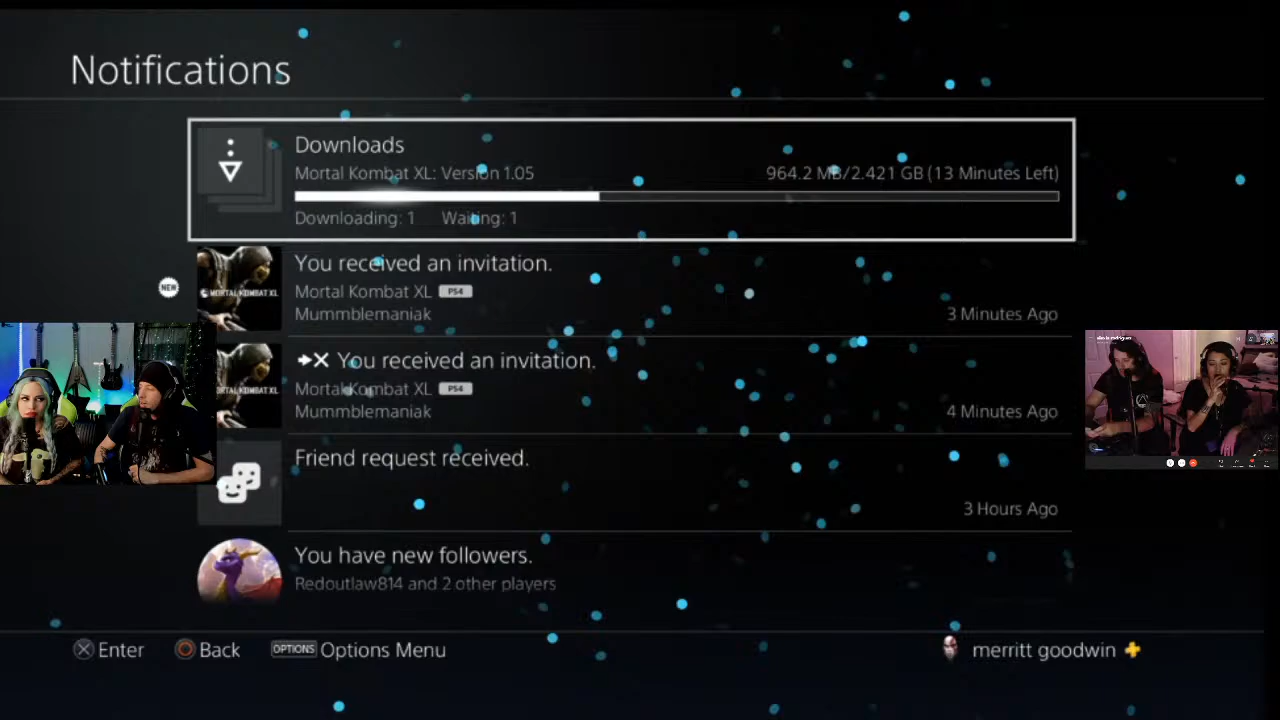 Notifications
Downloads
Mortal Kombat XL: Version 1.05
964.2 MB/2.421 GB (13 Minutes Left)
Downloading: 1 Waiting: 1
NEW
You received an invitation.
MORTAL KOMBAT XL
Mortal Kombat XL PS4
Mummblemaniak
3 Minutes Ago
You received an invitation.
Mortal Kombat XL PS4
Mummblemaniak
4 Minutes Ago
Friend request received.
3 Hours Ago
You have new followers.
Redoutlaw814 and 2 other players
Enter
Back
OPTIONS Options Menu
merritt goodwin